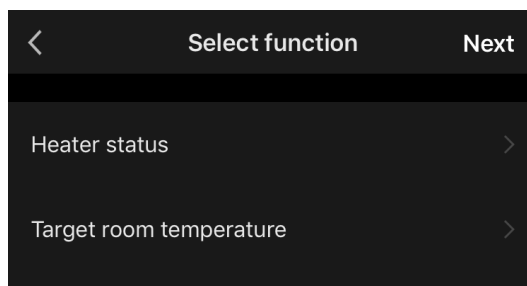 Select function
Next
Heater status
Target room temperature